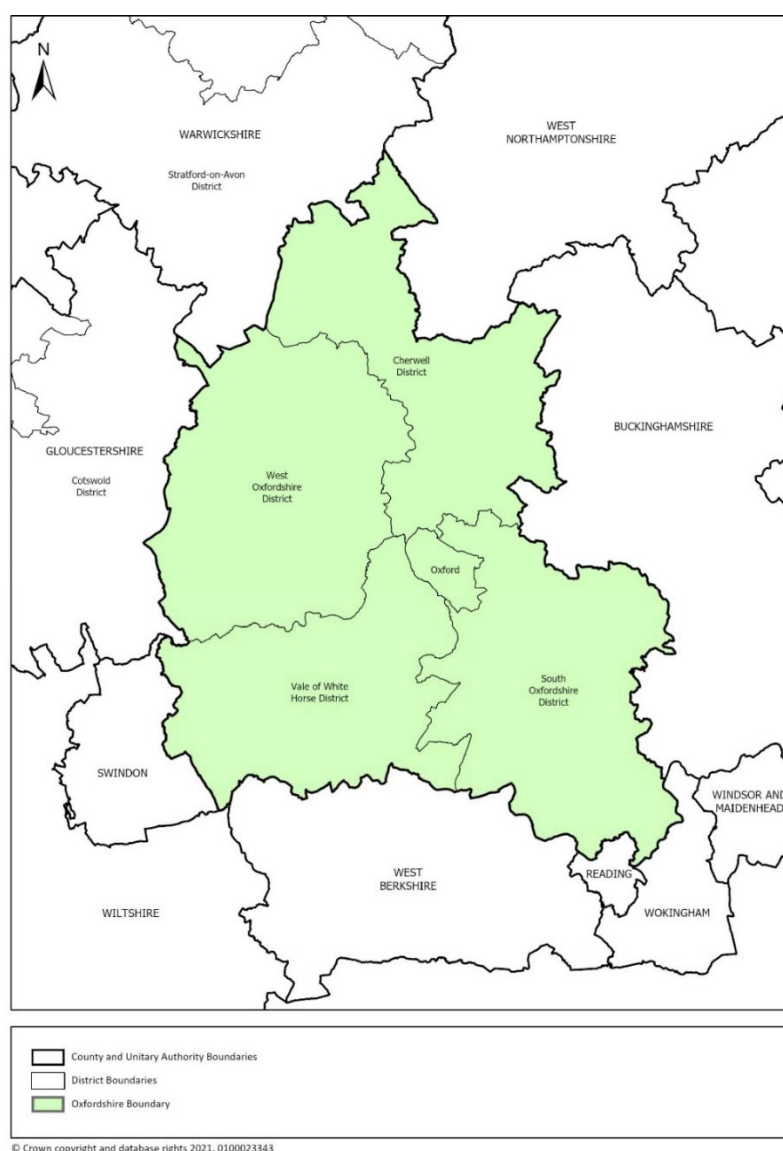 N
WARWICKSHIRE
Stratford-on-Avon
District
WEST
NORTHAMPTONSHIRE
Cherwell
District
BUCKINGHAMSHIRE
GLOUCESTERSHIRE
Cotswold
District
West
Oxfordshire
District
Oxford
Vale of White
Horse District
South
Oxfordshire
District
SWINDON
WINDSOR AND
MAIDENHEAD
WEST
BERKSHIRE
READING
WILTSHIRE
WOKINGHAM
County and Unitary Authority Boundaries
District Boundaries
Oxfordshire Boundary
© Crown copyright and database rights 2021. 0100023343